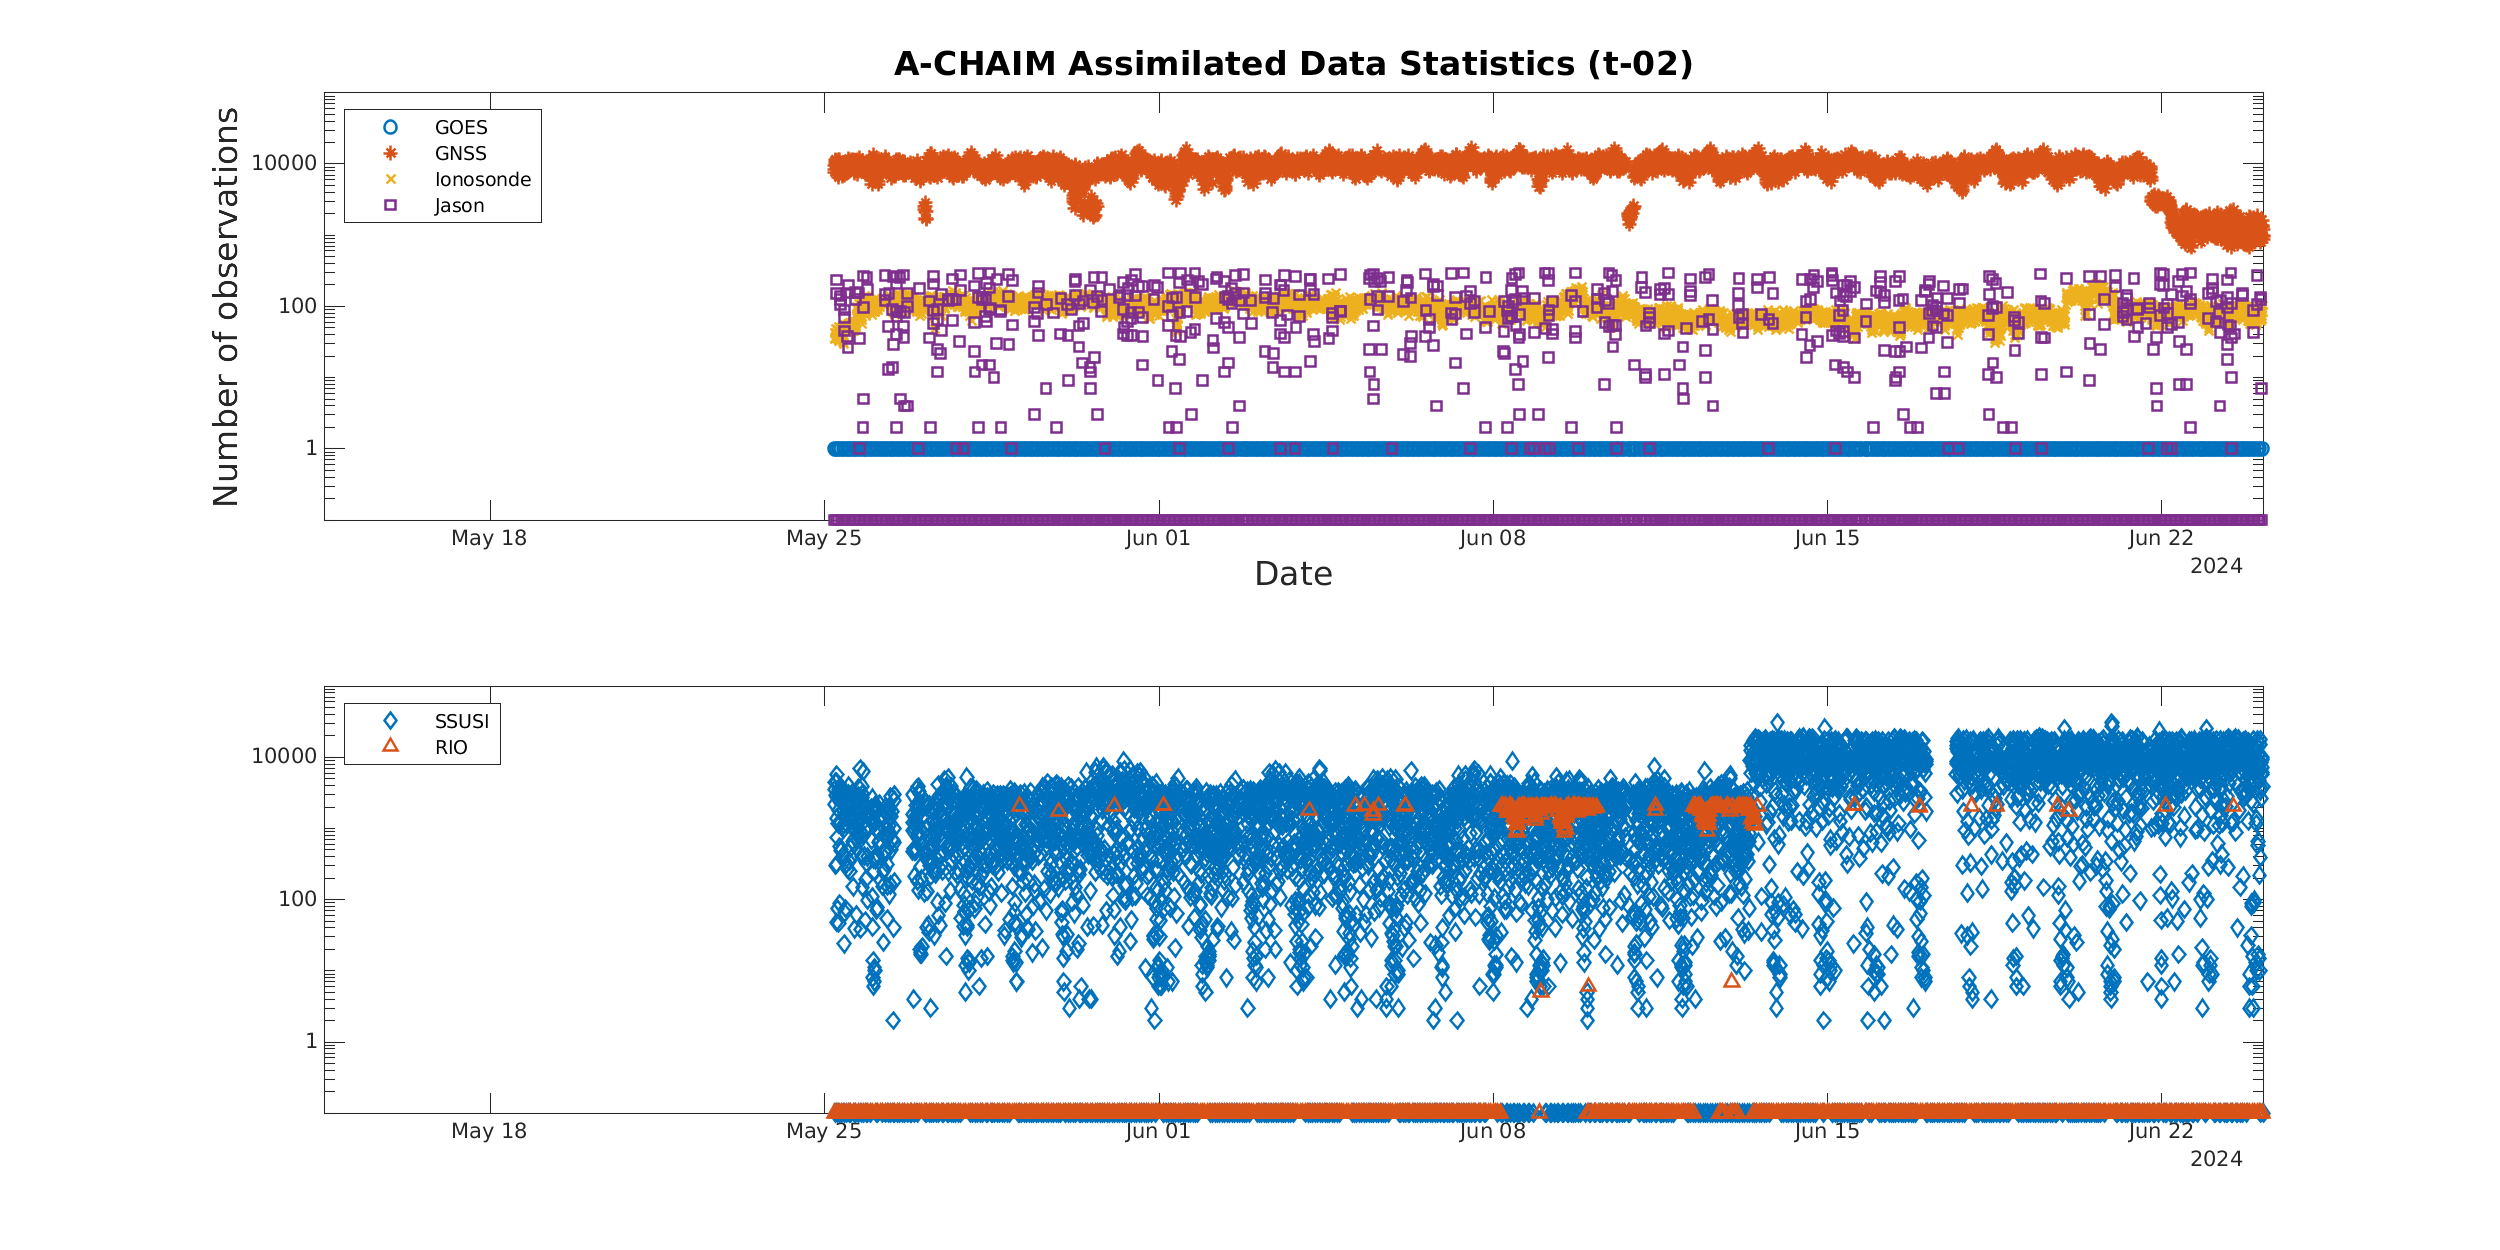 A-CHAIM Assimilated Data Statistics (t-02)
Number of observations
10000
100
1
GOES
GNSS
Ionosonde
Jason
May 18
May 25
Jun 01
Jun 08
Jun 15
Jun 22
2024
Date
10000
100
1
SSUSI
RIO
May 18
May 25
Jun 01
Jun 08
Jun 15
Jun 22
2024